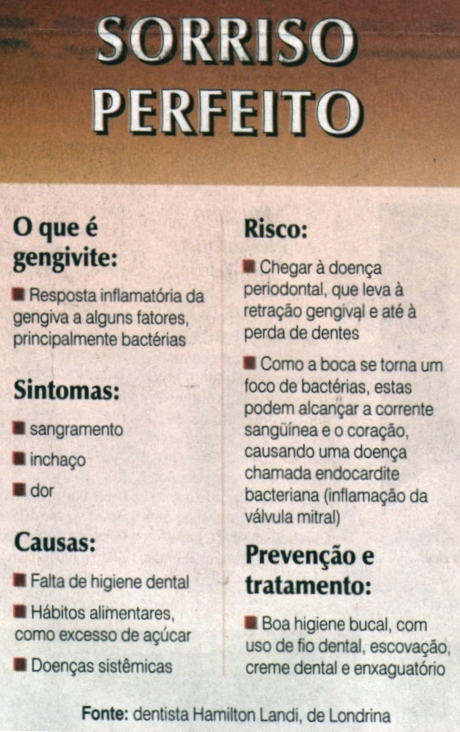 SORRISO
PERFEITO
O que é
gengivite:
■ Resposta inflamatória da
gengiva a alguns fatores,
principalmente bactérias
Sintomas:
■ sangramento
■ inchaço
■ dor
Causas:
■ Falta de higiene dental
■ Hábitos alimentares,
como excesso de açúcar
■ Doenças sistêmicas
Risco:
■ Chegar à doença
periodontal, que leva à
retração gengival e até à
perda de dentes
■ Como a boca se torna um
foco de bactérias, estas
podem alcançar a corrente
sangüínea e o coração,
causando uma doença
chamada endocardite
bacteriana (inflamação da
válvula mitral)
Prevenção e
tratamento:
■ Boa higiene bucal, com
uso de fio dental, escovação,
creme dental e enxaguatório
Fonte: dentista Hamilton Landi, de Londrina